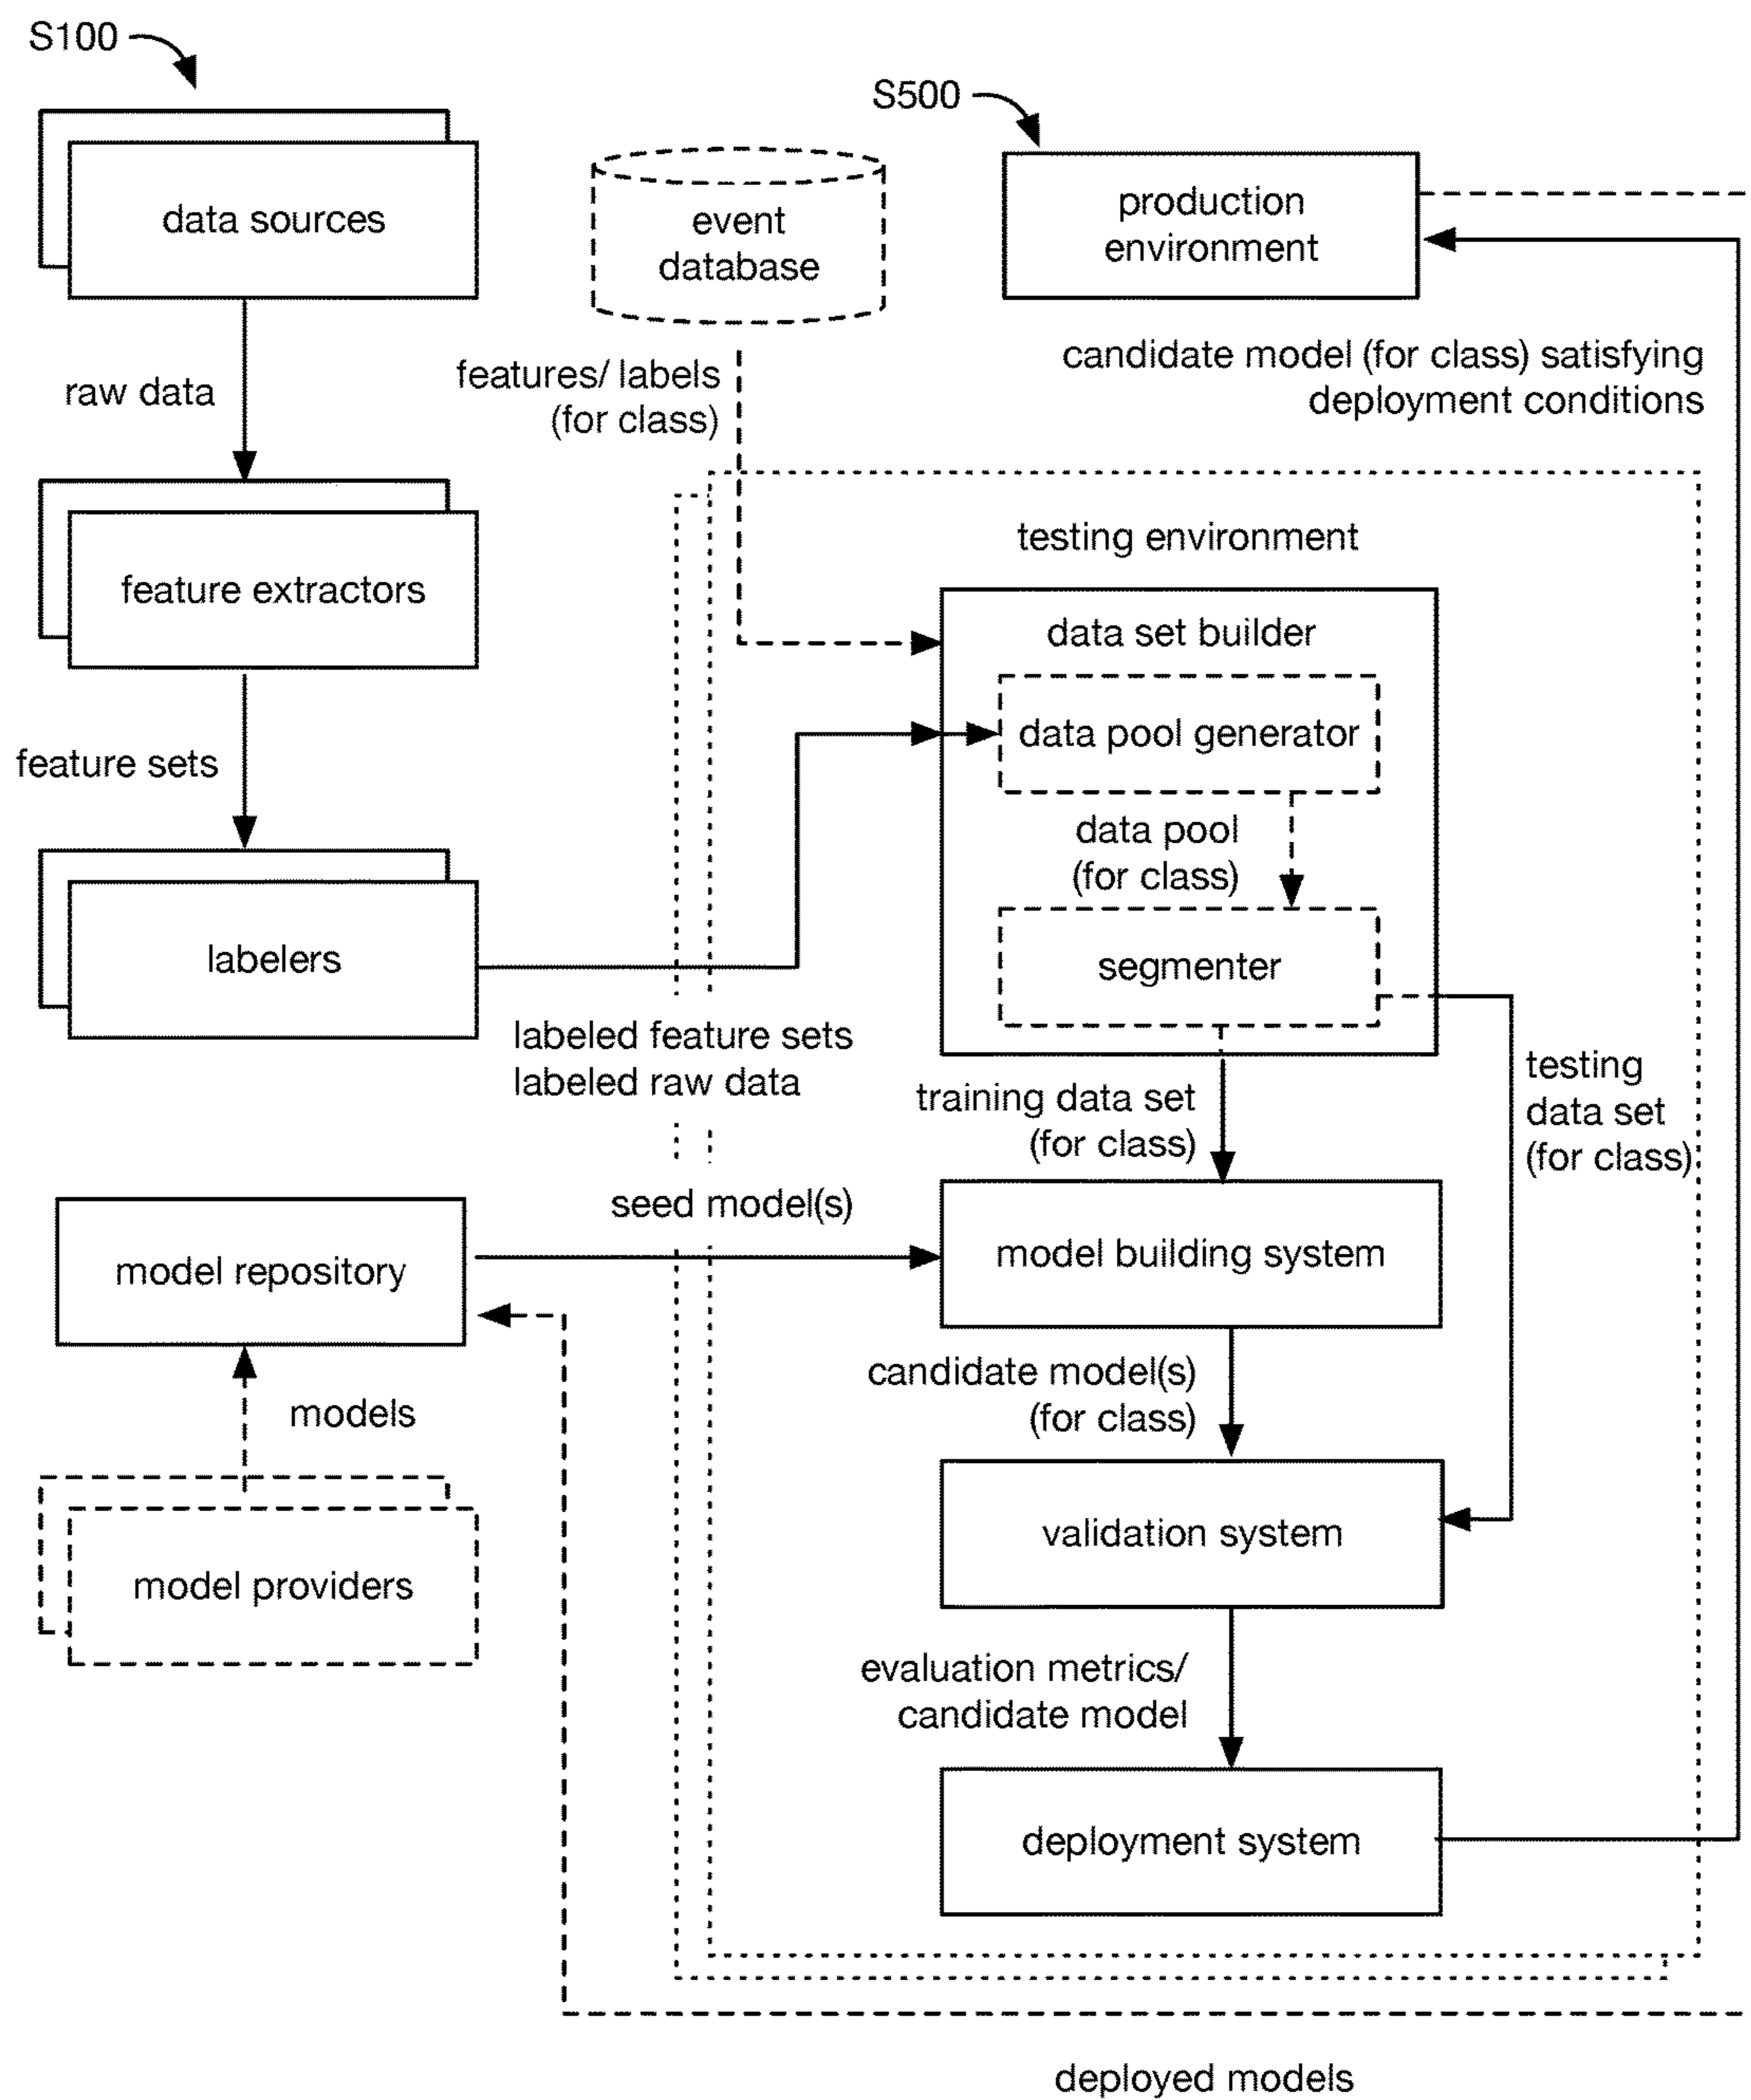 S100
data sources
raw data
feature extractors
feature sets
labelers
event
database
features/ labels
(for class)
S500
production
environment
candidate model (for class) satisfying
deployment conditions
testing environment
data set builder
data pool generator
data pool
(for class)
segmenter
labeled feature sets
labeled raw data
training data set
(for class)
testing
data set
(for class)
model repository
seed model(s)
model building system
models
model providers
candidate model(s)
(for class)
validation system
evaluation metrics/
candidate model
deployment system
deployed models